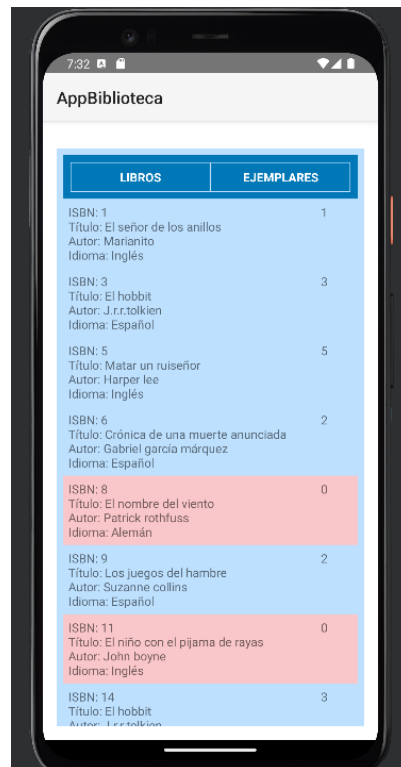 7:32
AppBiblioteca
LIBROS EJEMPLARES
ISBN: 1 1
Título: El señor de los anillos
Autor: Marianito
Idioma: Inglés
ISBN: 3 3
Título: El hobbit
Autor: J.r.r.tolkien
Idioma: Español
ISBN: 5 5
Título: Matar un ruiseñor
Autor: Harper lee
Idioma: Inglés
ISBN: 6 2
Título: Crónica de una muerte anunciada
Autor: Gabriel garcía márquez
Idioma: Español
ISBN: 8 0
Título: El nombre del viento
Autor: Patrick rothfuss
Idioma: Alemán
ISBN: 9 2
Título: Los juegos del hambre
Autor: Suzanne collins
Idioma: Español
ISBN: 11 0
Título: El niño con el pijama de rayas
Autor: John boyne
Idioma: Inglés
ISBN: 14 3
Título: El hobbit
Autor: J.r.r.tolkien